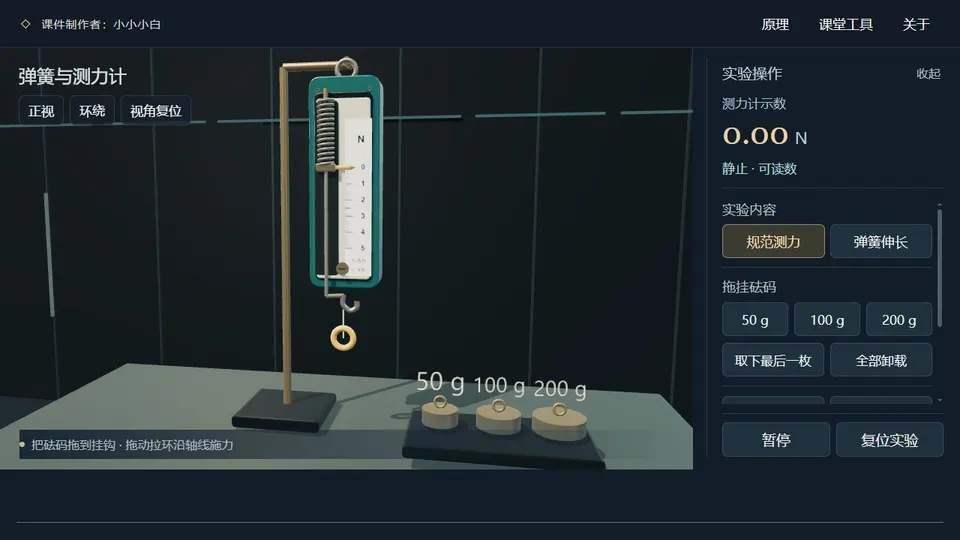 课件制作者：小小小白
原理 课堂工具 关于
弹簧与测力计
正视 环绕 视角复位
N
0
1
2
3
4
5
50 g 100 g 200 g
把砝码拖到挂钩 · 拖动拉环沿轴线施力
实验操作 收起
测力计示数
0.00 N
静止 · 可读数
实验内容
规范测力 弹簧伸长
拖挂砝码
50 g 100 g 200 g
取下最后一枚 全部卸载
暂停 复位实验